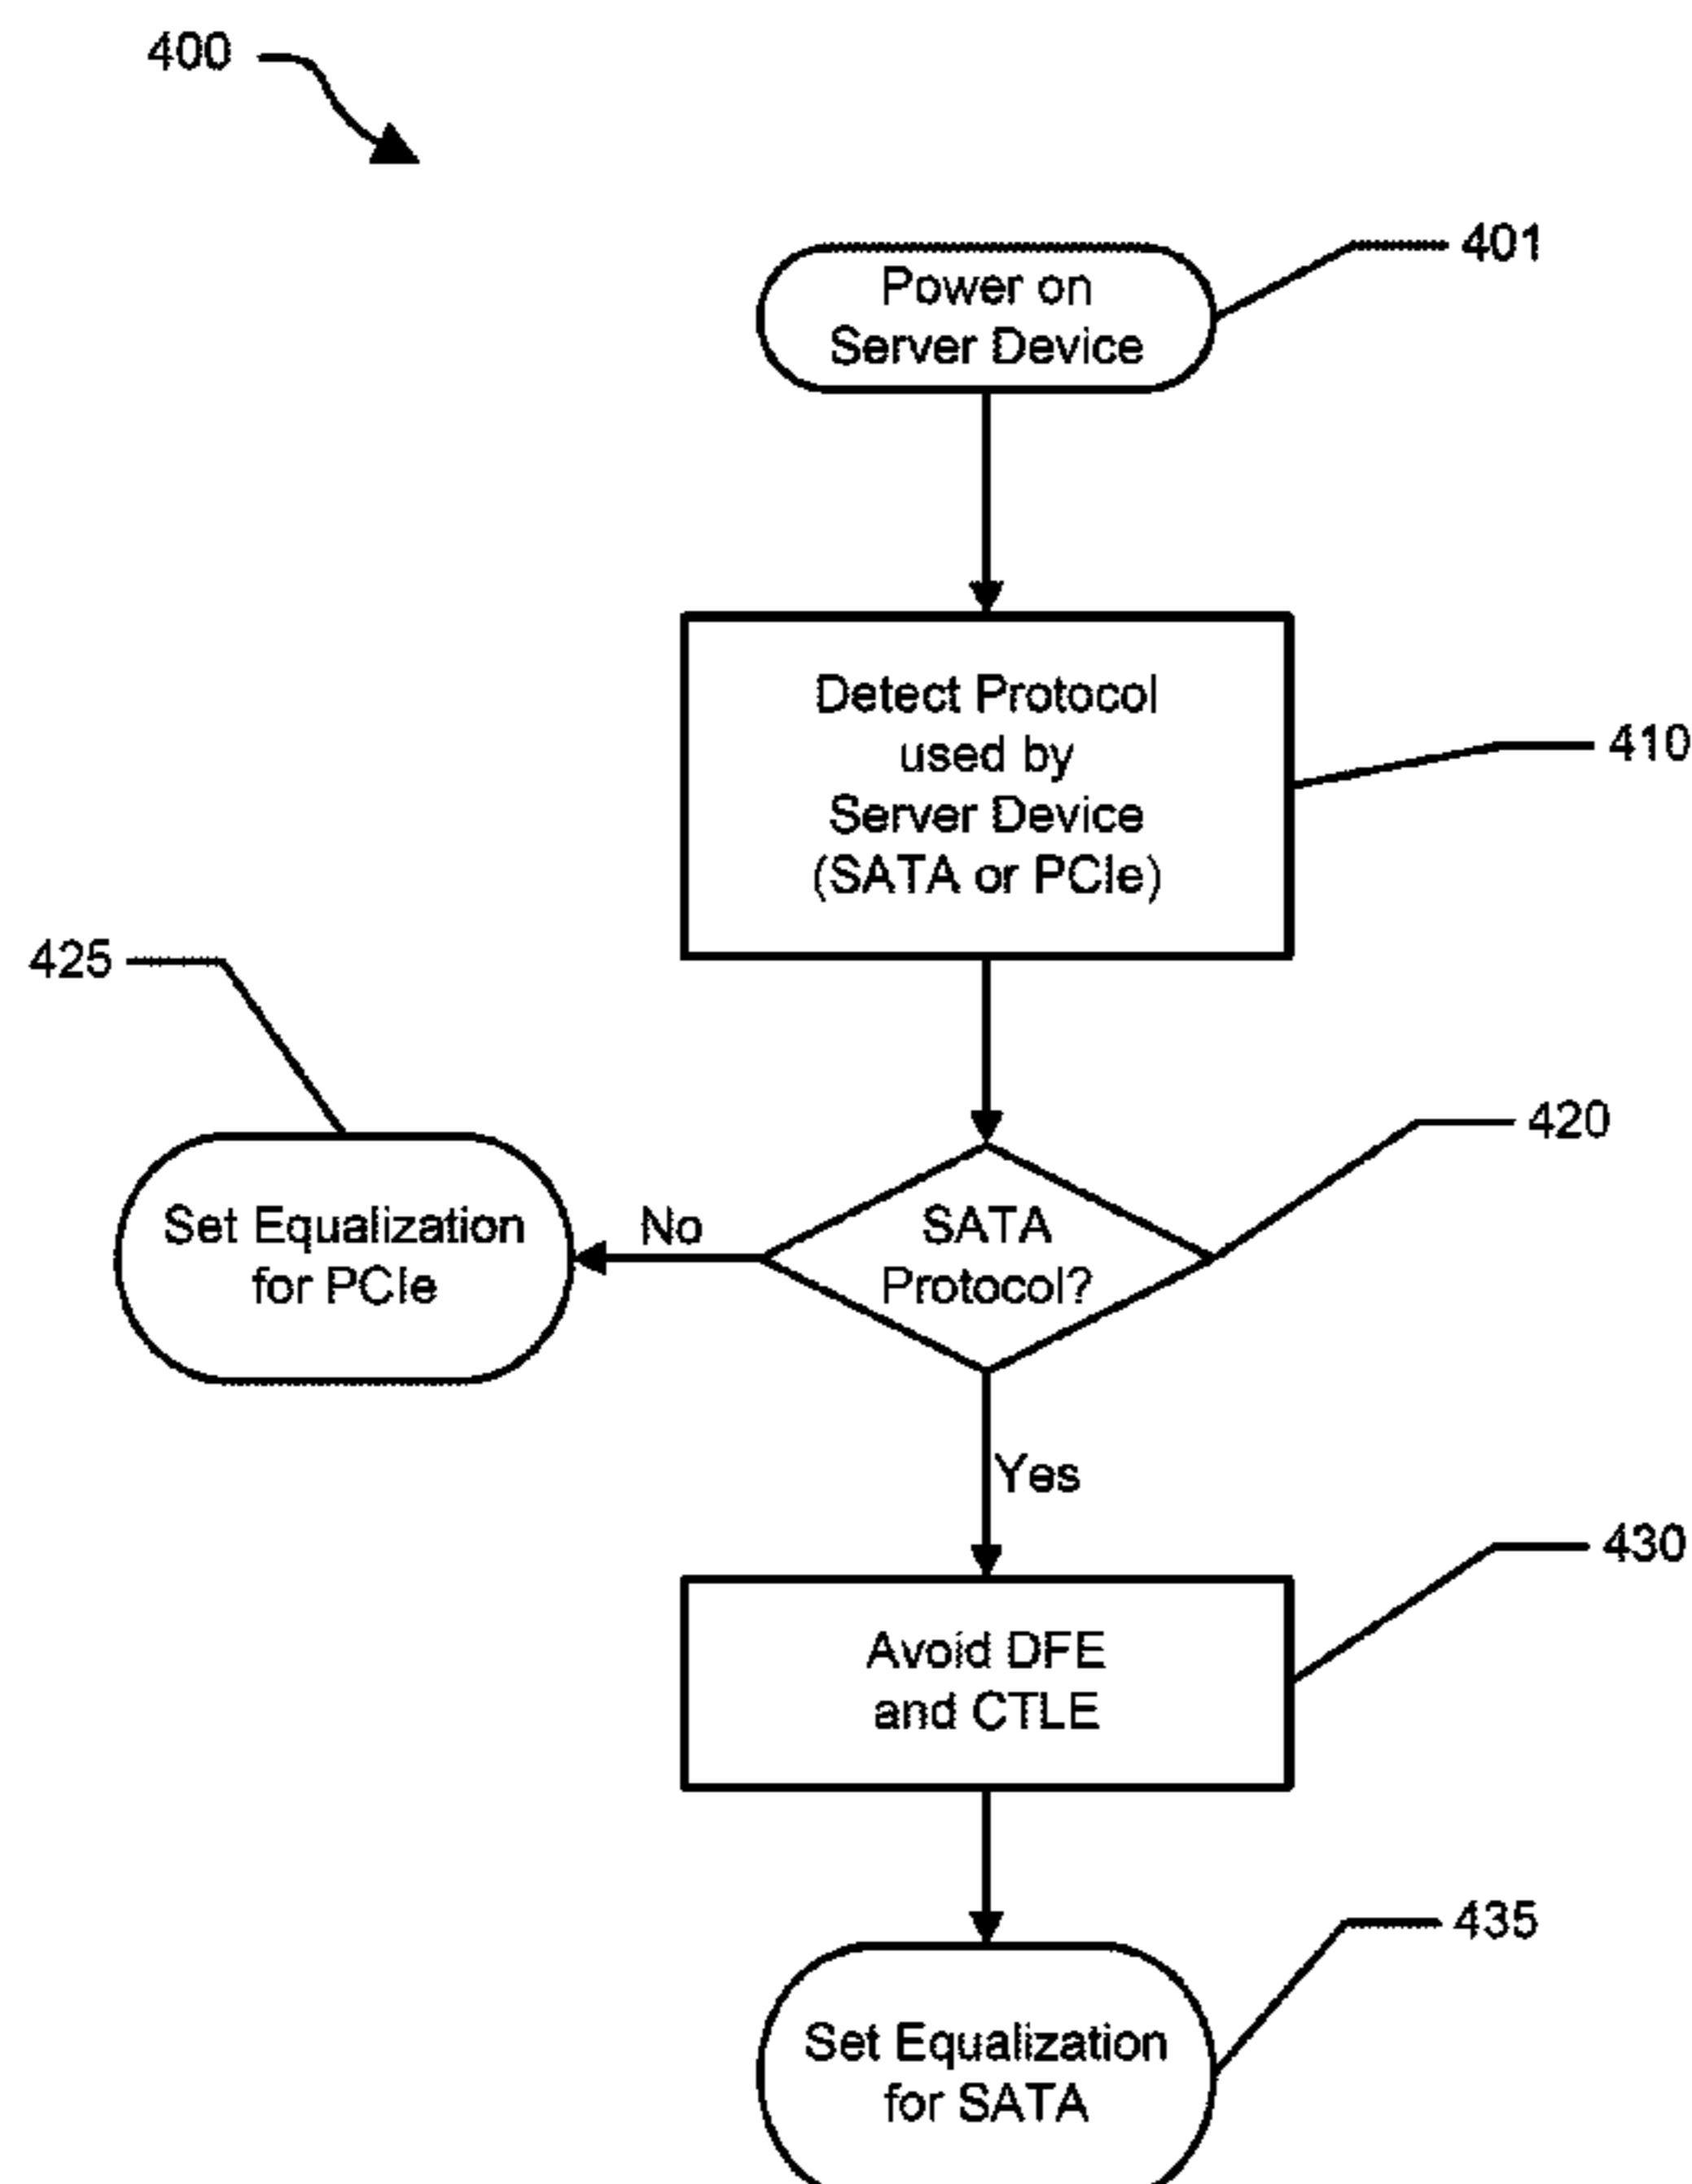 400
401
Power on
Server Device
Detect Protocol
used by
Server Device
(SATA or PCIe)
410
425
420
Set Equalization
for PCIe
No
SATA
Protocol?
Yes
430
Avoid DFE
and CTLE
435
Set Equalization
for SATA